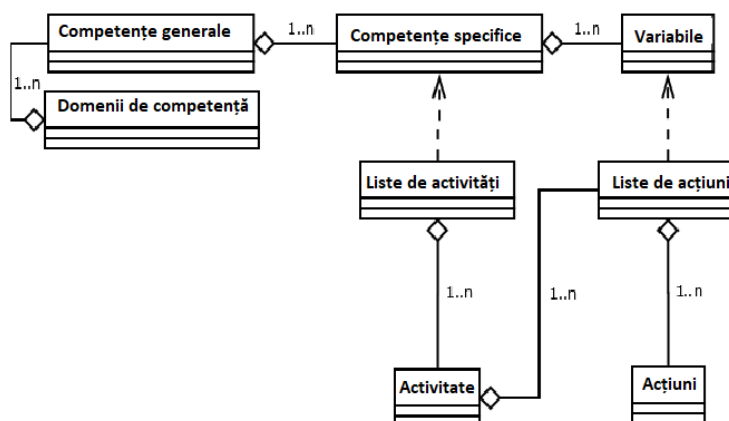 Competențe generale
1..n
Competențe specifice
1..n
Variabile
1..n
Domenii de competență
Liste de activități
Liste de acțiuni
1..n
1..n
1..n
Activitate
Acțiuni